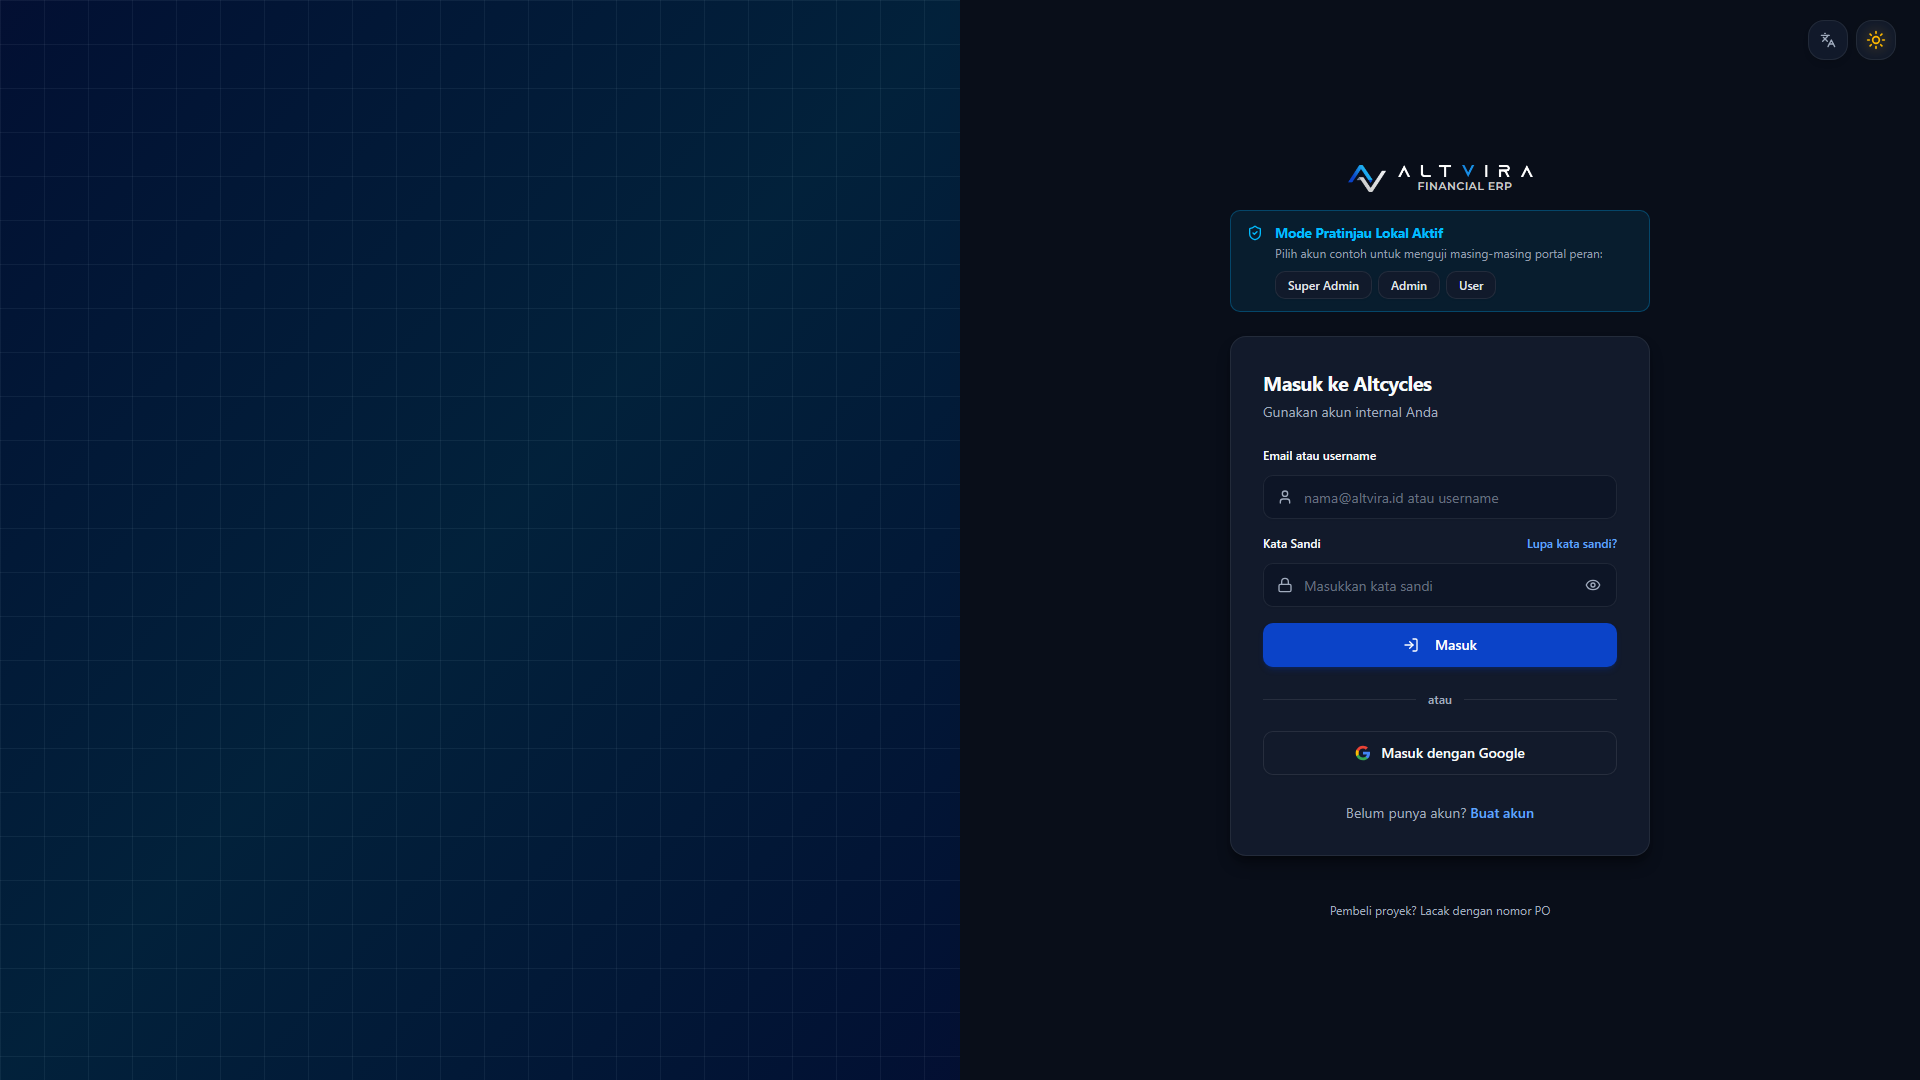 ALTVIRA
FINANCIAL ERP
Mode Pratinjau Lokal Aktif
Pilih akun contoh untuk menguji masing-masing portal peran:
Super Admin
Admin
User
Masuk ke Altcycles
Gunakan akun internal Anda
Email atau username
nama@altvira.id atau username
Kata Sandi
Lupa kata sandi?
Masukkan kata sandi
Masuk
atau
Masuk dengan Google
Belum punya akun? Buat akun
Pembeli proyek? Lacak dengan nomor PO